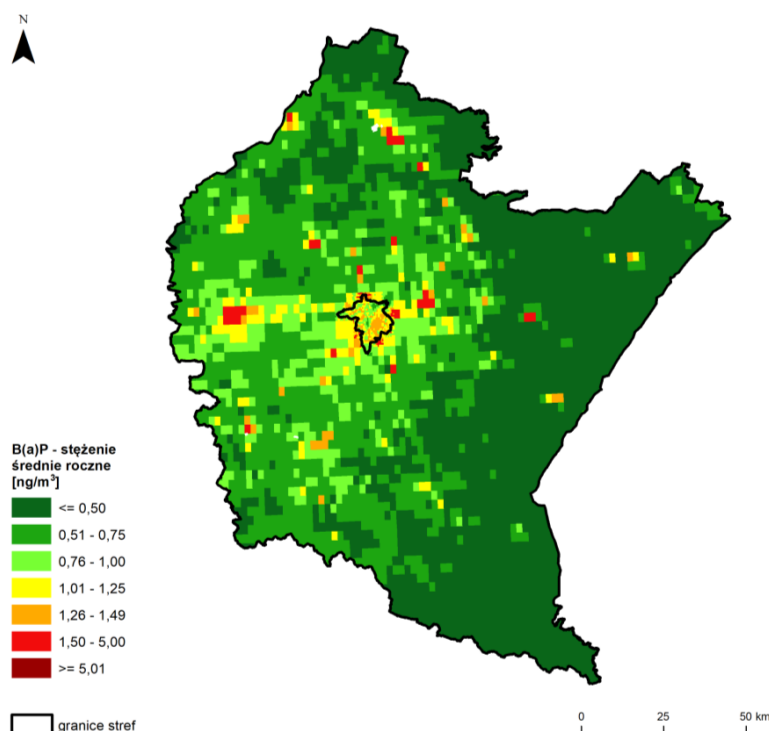 N
B(a)P - stężenie
średnie roczne
[ng/m³]
<= 0,50
0,51 - 0,75
0,76 - 1,00
1,01 - 1,25
1,26 - 1,49
1,50 - 5,00
>= 5,01
granice stref
0 25 50 km